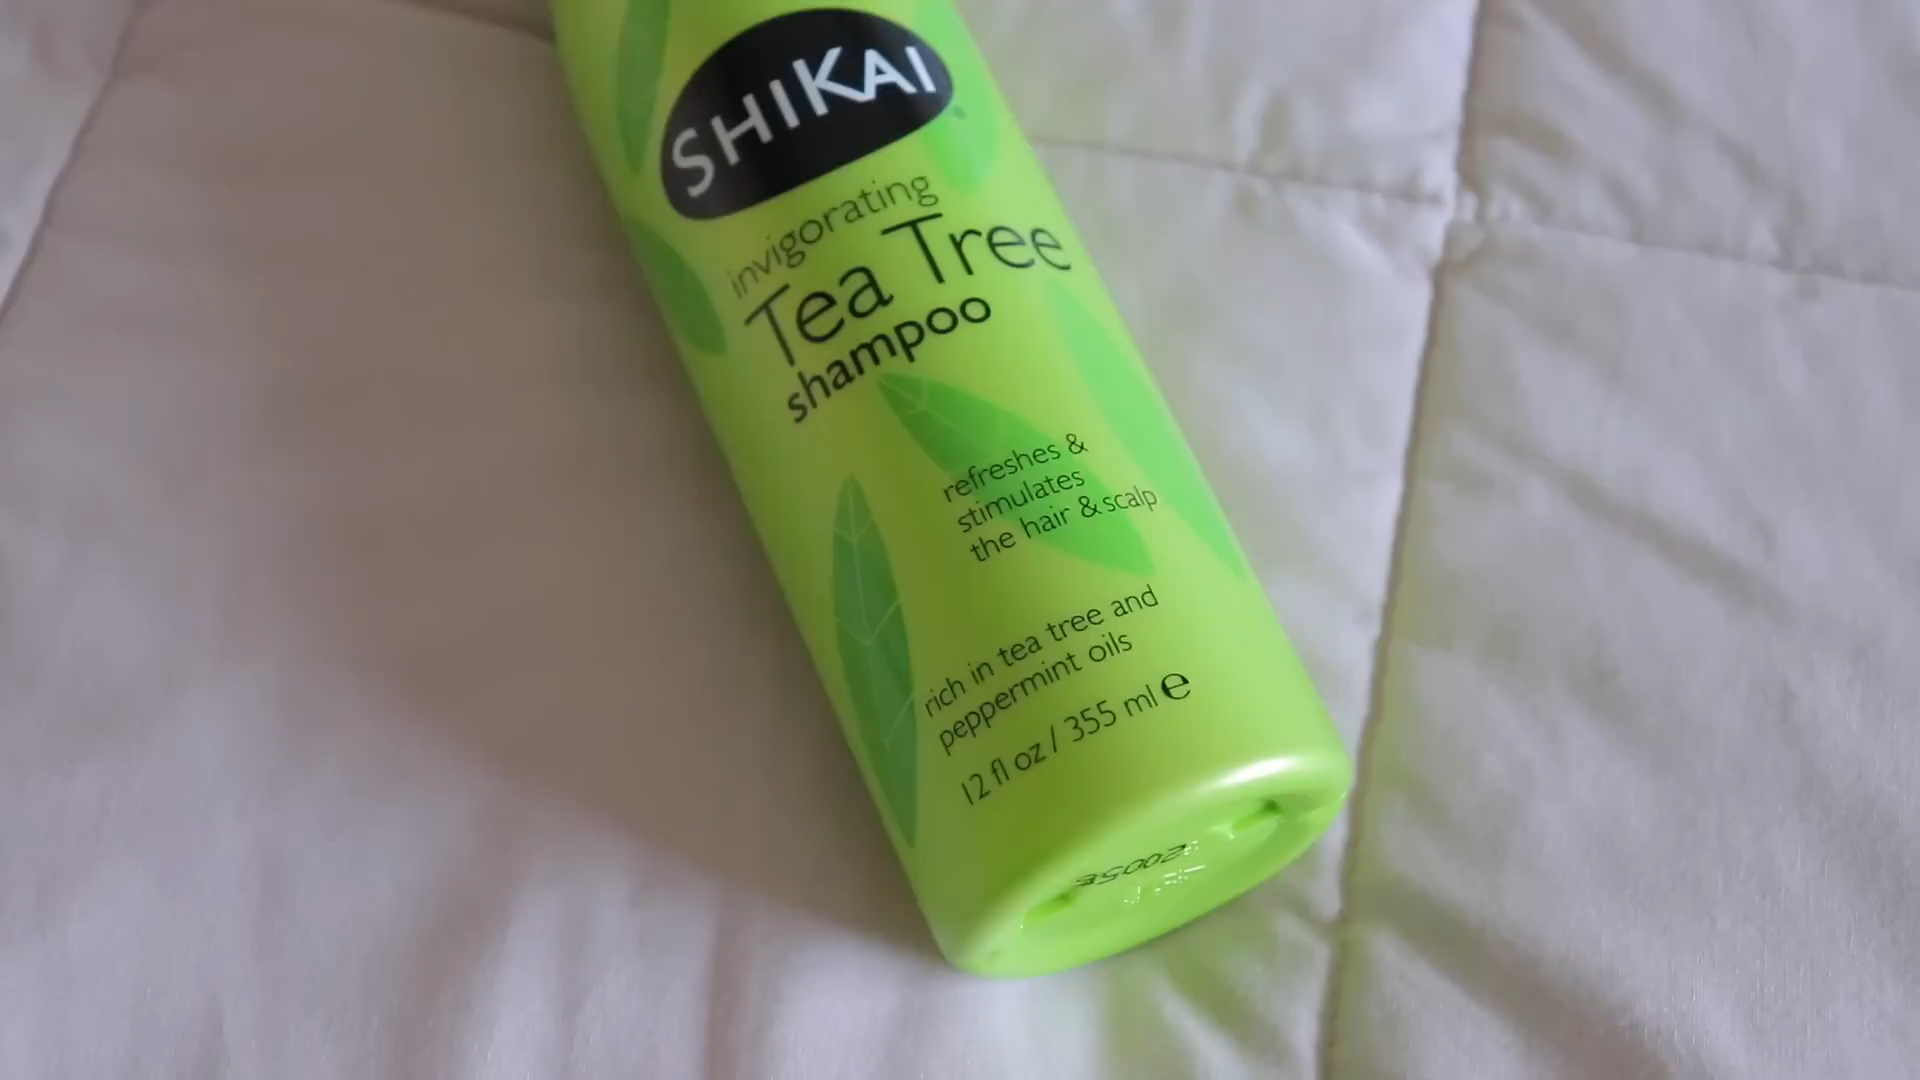 SHIKAI
invigorating
Tea Tree
shampoo
refreshes &
stimulates
the hair & scalp
rich in tea tree and
peppermint oils
12 fl oz / 355 ml ℮